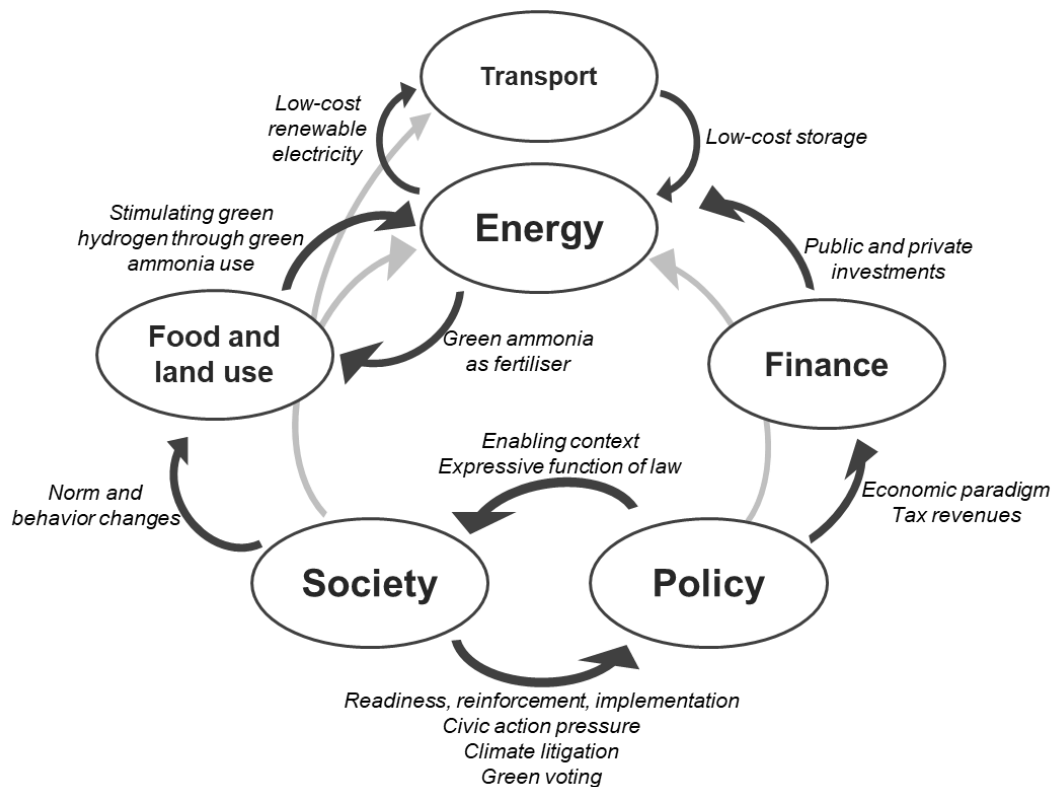 Transport
Low-cost
renewable
electricity
Low-cost storage
Energy
Stimulating green
hydrogen through green
ammonia use
Public and private
investments
Food and
land use
Green ammonia
as fertiliser
Finance
Enabling context
Expressive function of law
Norm and
behavior changes
Economic paradigm
Tax revenues
Society
Policy
Readiness, reinforcement, implementation
Civic action pressure
Climate litigation
Green voting